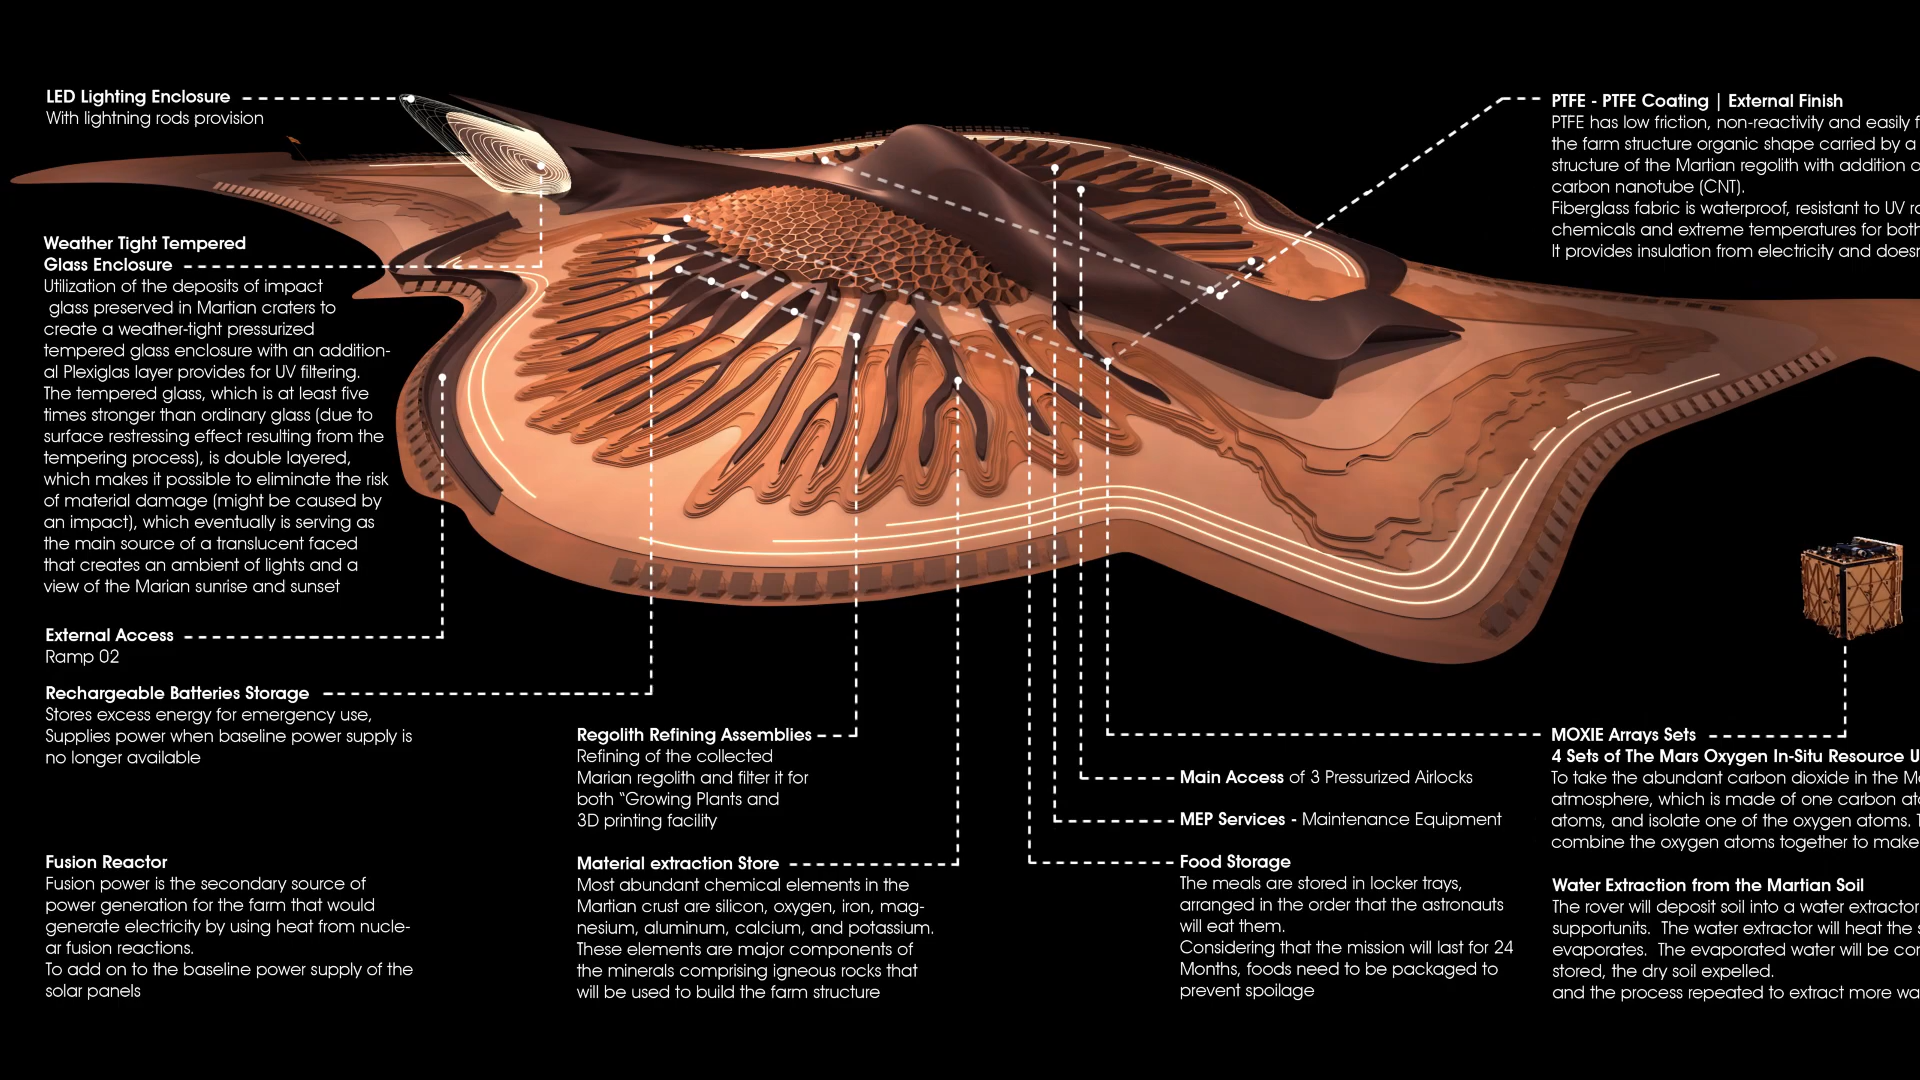 LED Lighting Enclosure
With lightning rods provision
Weather Tight Tempered
Glass Enclosure
Utilization of the deposits of impact
glass preserved in Martian craters to
create a weather-tight pressurized
tempered glass enclosure with an addition-
al Plexiglas layer provides for UV filtering.
The tempered glass, which is at least five
times stronger than ordinary glass (due to
surface restressing effect resulting from the
tempering process), is double layered,
which makes it possible to eliminate the risk
of material damage (might be caused by
an impact), which eventually is serving as
the main source of a translucent faced
that creates an ambient of lights and a
view of the Marian sunrise and sunset
External Access
Ramp 02
Rechargeable Batteries Storage
Stores excess energy for emergency use,
Supplies power when baseline power supply is
no longer available
Fusion Reactor
Fusion power is the secondary source of
power generation for the farm that would
generate electricity by using heat from nucle-
ar fusion reactions.
To add on to the baseline power supply of the
solar panels
Regolith Refining Assemblies
Refining of the collected
Marian regolith and filter it for
both “Growing Plants and
3D printing facility
Material extraction Store
Most abundant chemical elements in the
Martian crust are silicon, oxygen, iron, mag-
nesium, aluminum, calcium, and potassium.
These elements are major components of
the minerals comprising igneous rocks that
will be used to build the farm structure
Main Access of 3 Pressurized Airlocks
MEP Services - Maintenance Equipment
Food Storage
The meals are stored in locker trays,
arranged in the order that the astronauts
will eat them.
Considering that the mission will last for 24
Months, foods need to be packaged to
prevent spoilage
PTFE - PTFE Coating | External Finish
PTFE has low friction, non-reactivity and easily
the farm structure organic shape carried by a
structure of the Martian regolith with addition
carbon nanotube (CNT).
Fiberglass fabric is waterproof, resistant to UV
chemicals and extreme temperatures for both
It provides insulation from electricity and
MOXIE Arrays Sets
4 Sets of The Mars Oxygen In-Situ Resource
To take the abundant carbon dioxide in the
atmosphere, which is made of one carbon
atoms, and isolate one of the oxygen atoms.
combine the oxygen atoms together to make
Water Extraction from the Martian Soil
The rover will deposit soil into a water extractor
supportunits. The water extractor will heat the
evaporates. The evaporated water will be
stored, the dry soil expelled.
and the process repeated to extract more